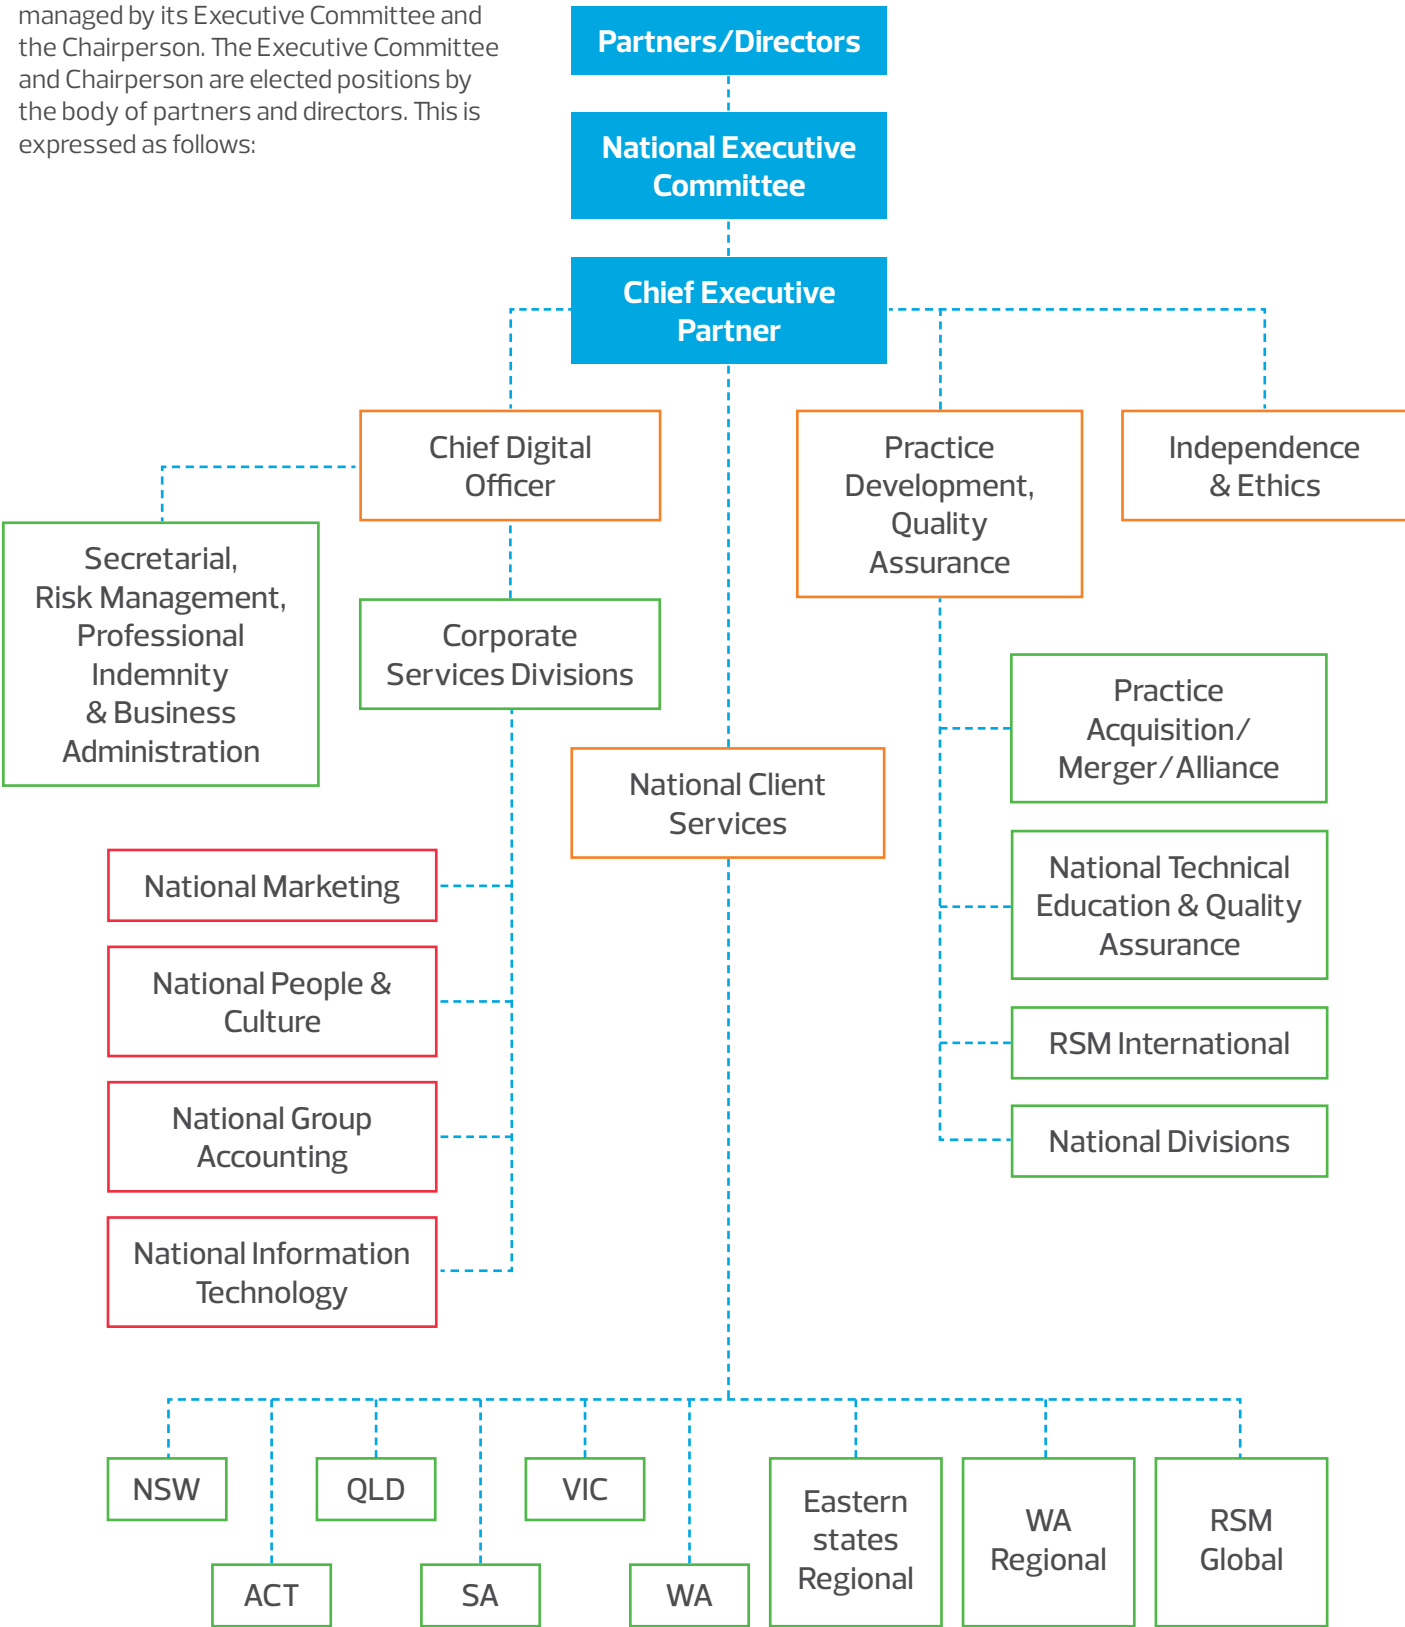 managed by its Executive Committee and
the Chairperson. The Executive Committee
and Chairperson are elected positions by
the body of partners and directors. This is
expressed as follows:
Partners/Directors
National Executive
Committee
Chief Executive
Partner
Chief Digital
Officer
Practice
Development,
Quality
Assurance
Independence
& Ethics
Secretarial,
Risk Management,
Professional
Indemnity
& Business
Administration
Corporate
Services Divisions
Practice
Acquisition/
Merger/Alliance
National Client
Services
National Marketing
National Technical
Education & Quality
Assurance
National People &
Culture
RSM International
National Group
Accounting
National Divisions
National Information
Technology
NSW
QLD
VIC
Eastern
states
Regional
WA
Regional
RSM
Global
ACT
SA
WA